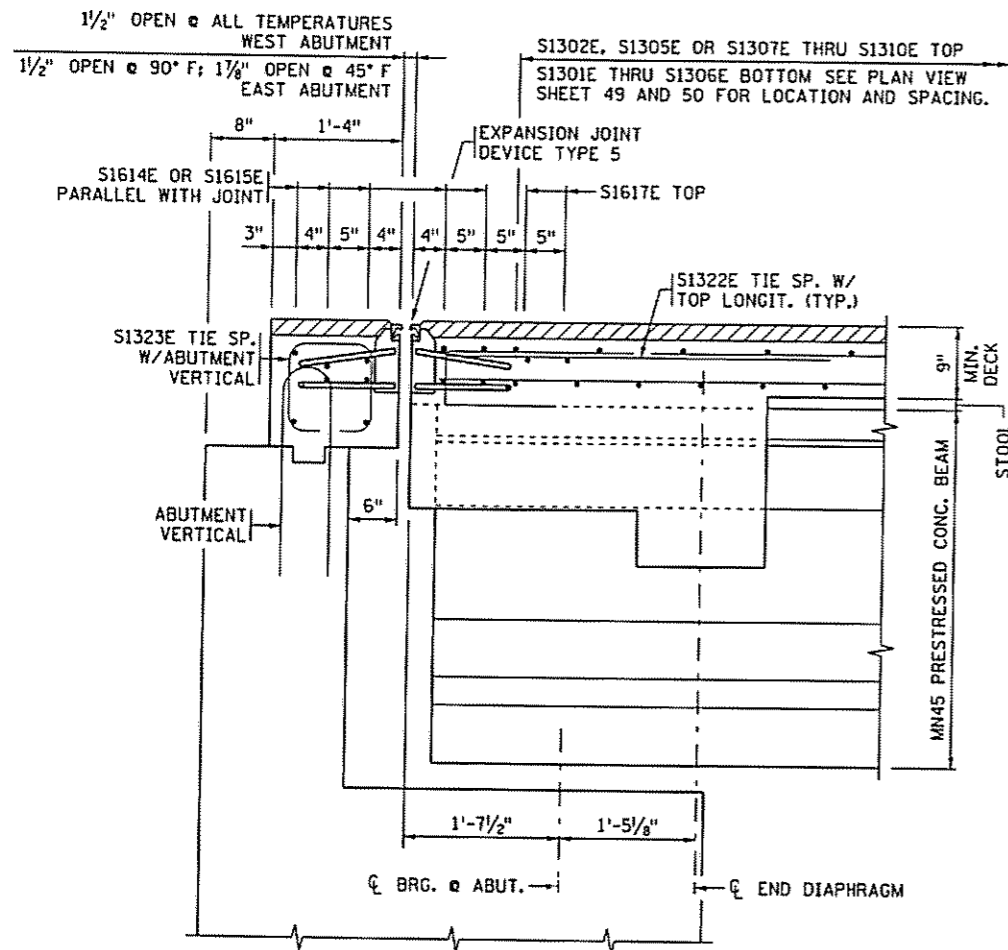 1½" OPEN @ ALL TEMPERATURES
WEST ABUTMENT
1½" OPEN @ 90° F; 1⅞" OPEN @ 45° F
EAST ABUTMENT
S1302E, S1305E OR S1307E THRU S1310E TOP
S1301E THRU S1306E BOTTOM SEE PLAN VIEW
SHEET 49 AND 50 FOR LOCATION AND SPACING.
8"
1'-4"
EXPANSION JOINT
DEVICE TYPE 5
S1614E OR S1615E
PARALLEL WITH JOINT
S1617E TOP
3"
4"
5"
4"
4"
5"
5"
5"
S1322E TIE SP. W/
TOP LONGIT. (TYP.)
S1323E TIE SP.
W/ABUTMENT
VERTICAL
9"
MIN.
DECK
STOOL
6"
ABUTMENT
VERTICAL
MN45 PRESTRESSED CONC. BEAM
1'-7½"
1'-5⅛"
℄ BRG. @ ABUT.
℄ END DIAPHRAGM